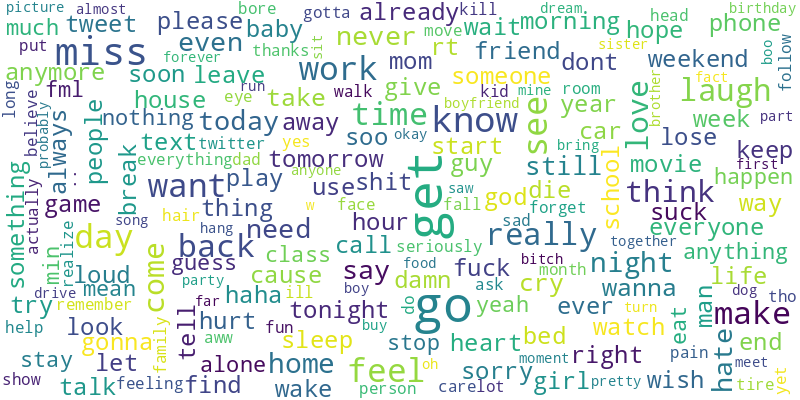 picture
almost
bore
gotta
already
kill
dream.
birthday
much
tweet
please
baby
never
move
wait
morning
head
phone
put
miss
even
thanks
sit
rt
friend
hope
sister
boo
follow
anymore
soon
leave
forever
work
mom
someone
dont
weekend
long
fml
house
take
run
eye
walk
give
kid
mine
room
boyfriend
year
brother
fact
laugh
believe
probably
always
people
nothing
today
away
time
know
see
car
love
week
part
break
text
twitter
yes
soo
okay
start
guy
still
bring
lose
keep
first
everything
dad
tomorrow
anyone
get
saw
god
die
school
movie
happen
something
actually
:
game
want
play
use
shit
think
way
thing
hair
song
w
face
fall
forget
suck
day
come
back
hang
need
hour
sad
really
together
everyone
realize
min
guess
class
call
seriously
night
anything
loud
mean
cause
say
food
fuck
bitch
month
wanna
life
drive
party
haha
ill
boy
damn
ask
cry
man
dog
tho
try
remember
far
tonight
buy
do
go
yeah
ever
turn
make
help
look
gonna
family
tell
hurt
fun
sleep
stop
heart
bed
watch
eat
end
aww
stay
let
alone
home
feel
oh
sorry
moment
right
pain
hate
meet
yet
show
talk
feeling
find
wake
person
carelot
girl
pretty
wish
tire